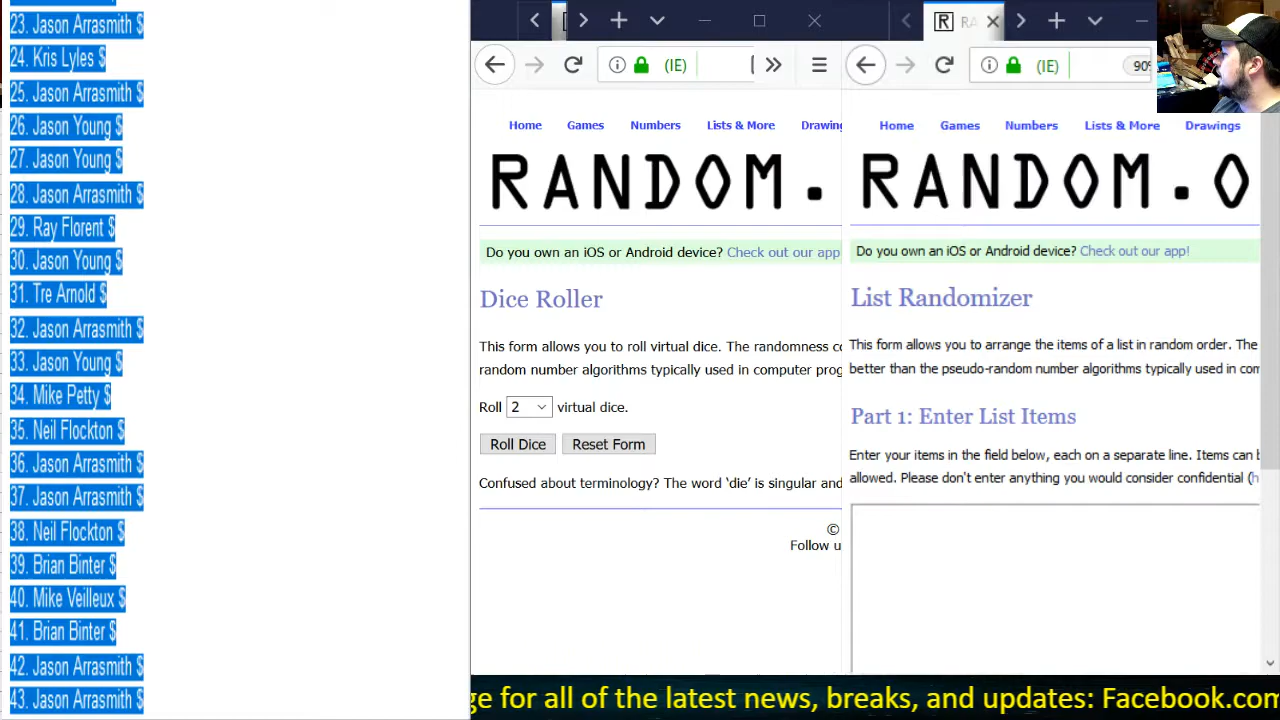 23. Jason Arrasmith $
24. Kris Lyles $
25. Jason Arrasmith $
26. Jason Young $
27. Jason Young $
28. Jason Arrasmith $
29. Ray Florent $
30. Jason Young $
31. Tre Arnold $
32. Jason Arrasmith $
33. Jason Young $
34. Mike Petty $
35. Neil Flockton $
36. Jason Arrasmith $
37. Jason Arrasmith $
38. Neil Flockton $
39. Brian Binter $
40. Mike Veilleux $
41. Brian Binter $
42. Jason Arrasmith $
43. Jason Arrasmith $
(IE)
Home Games Numbers Lists & More Drawing
RANDOM.
Do you own an iOS or Android device? Check out our app
Dice Roller
This form allows you to roll virtual dice. The randomness co
random number algorithms typically used in computer prog
Roll 2 virtual dice.
Roll Dice Reset Form
Confused about terminology? The word ‘die’ is singular and
©
Follow u
R RA
(IE) 90%
Home Games Numbers Lists & More Drawings
RANDOM.O
Do you own an iOS or Android device? Check out our app!
List Randomizer
This form allows you to arrange the items of a list in random order. The
better than the pseudo-random number algorithms typically used in com
Part 1: Enter List Items
Enter your items in the field below, each on a separate line. Items can b
allowed. Please don't enter anything you would consider confidential (h
ge for all of the latest news, breaks, and updates: Facebook.com